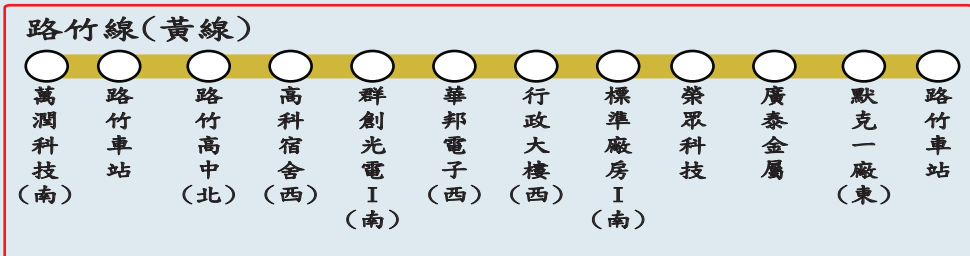 路竹線(黃線)
萬潤科技(南)
路竹車站
路竹高中(北)
高科宿舍(西)
群創光電I(南)
華邦電子(西)
行政大樓(西)
標準廠房I(南)
榮眾科技
廣泰金屬
默克一廠(東)
路竹車站